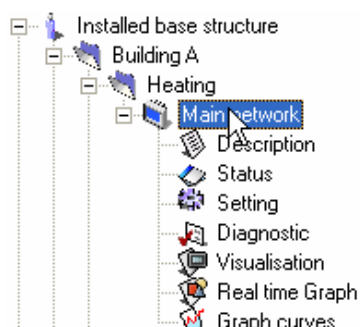 Installed base structure
Building A
Heating
Main network
Description
Status
Setting
Diagnostic
Visualisation
Real time Graph
Graph curves